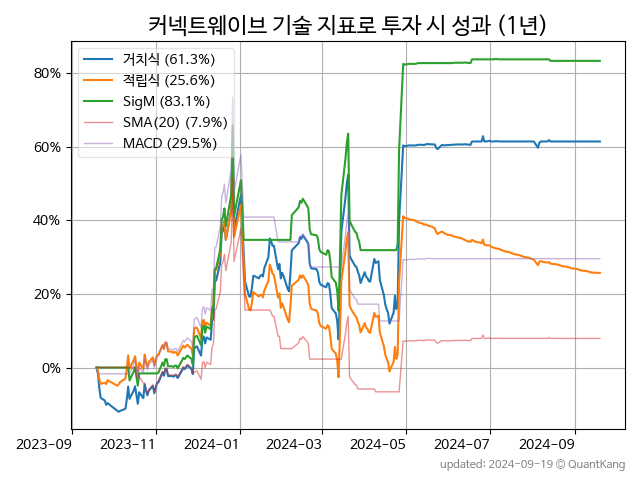 커넥트웨이브 기술 지표로 투자 시 성과 (1년)
거치식 (61.3%)
적립식 (25.6%)
SigM (83.1%)
SMA(20) (7.9%)
MACD (29.5%)
80%
60%
40%
20%
0%
2023-09 2023-11 2024-01 2024-03 2024-05 2024-07 2024-09
updated: 2024-09-19 © QuantKang